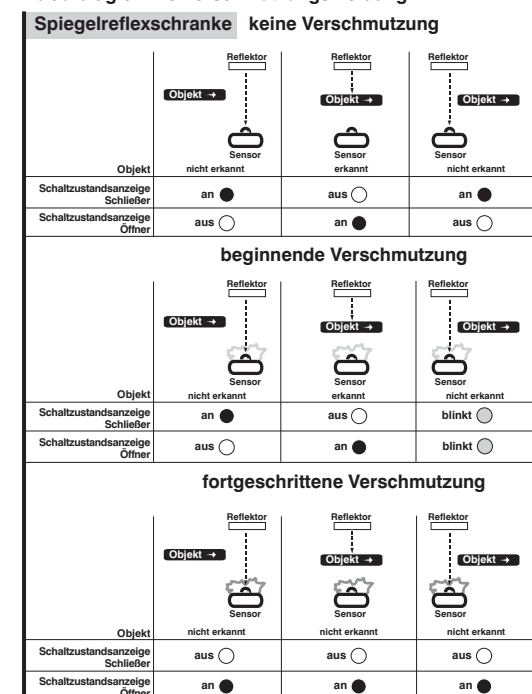 Spiegelreflexschranke keine Verschmutzung
Reflektor Reflektor Reflektor
Objekt → Objekt → Objekt →
Sensor Sensor Sensor
Objekt nicht erkannt erkannt nicht erkannt
Schaltzustandsanzeige
Schließer an aus an
Schaltzustandsanzeige
Öffner aus an aus
beginnende Verschmutzung
Reflektor Reflektor Reflektor
Objekt → Objekt → Objekt →
Sensor Sensor Sensor
Objekt nicht erkannt erkannt nicht erkannt
Schaltzustandsanzeige
Schließer an aus blinkt
Schaltzustandsanzeige
Öffner aus an blinkt
fortgeschrittene Verschmutzung
Reflektor Reflektor Reflektor
Objekt → Objekt → Objekt →
Sensor Sensor Sensor
Objekt nicht erkannt nicht erkannt nicht erkannt
Schaltzustandsanzeige
Schließer aus aus aus
Schaltzustandsanzeige
Öffner an an an